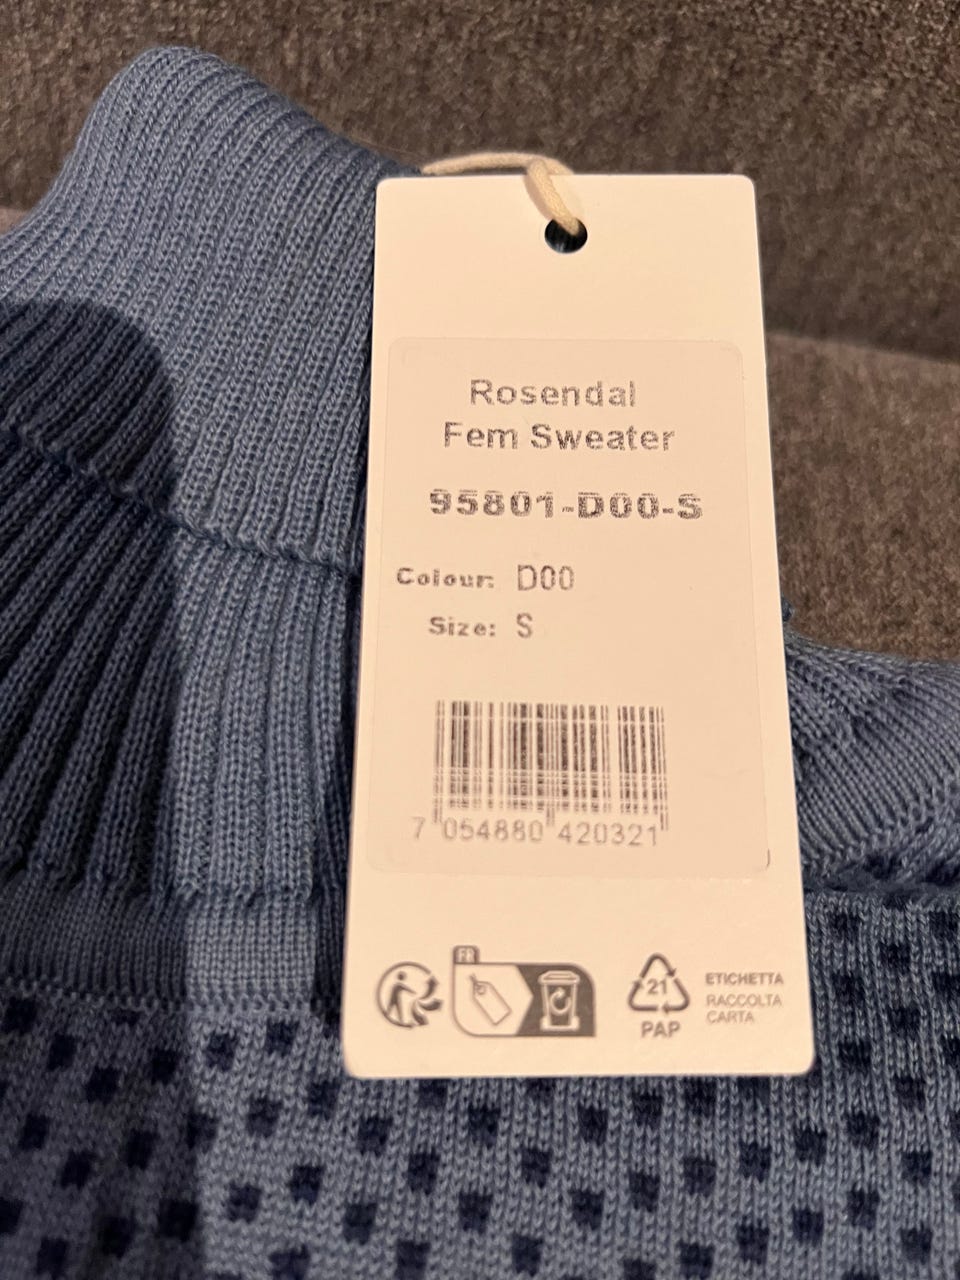 Rosendal
Fem Sweater
95801-D00-S
Colour: D00
Size: S
7 054880 420321
FR
21
PAP
ETICHETTA
RACCOLTA
CARTA